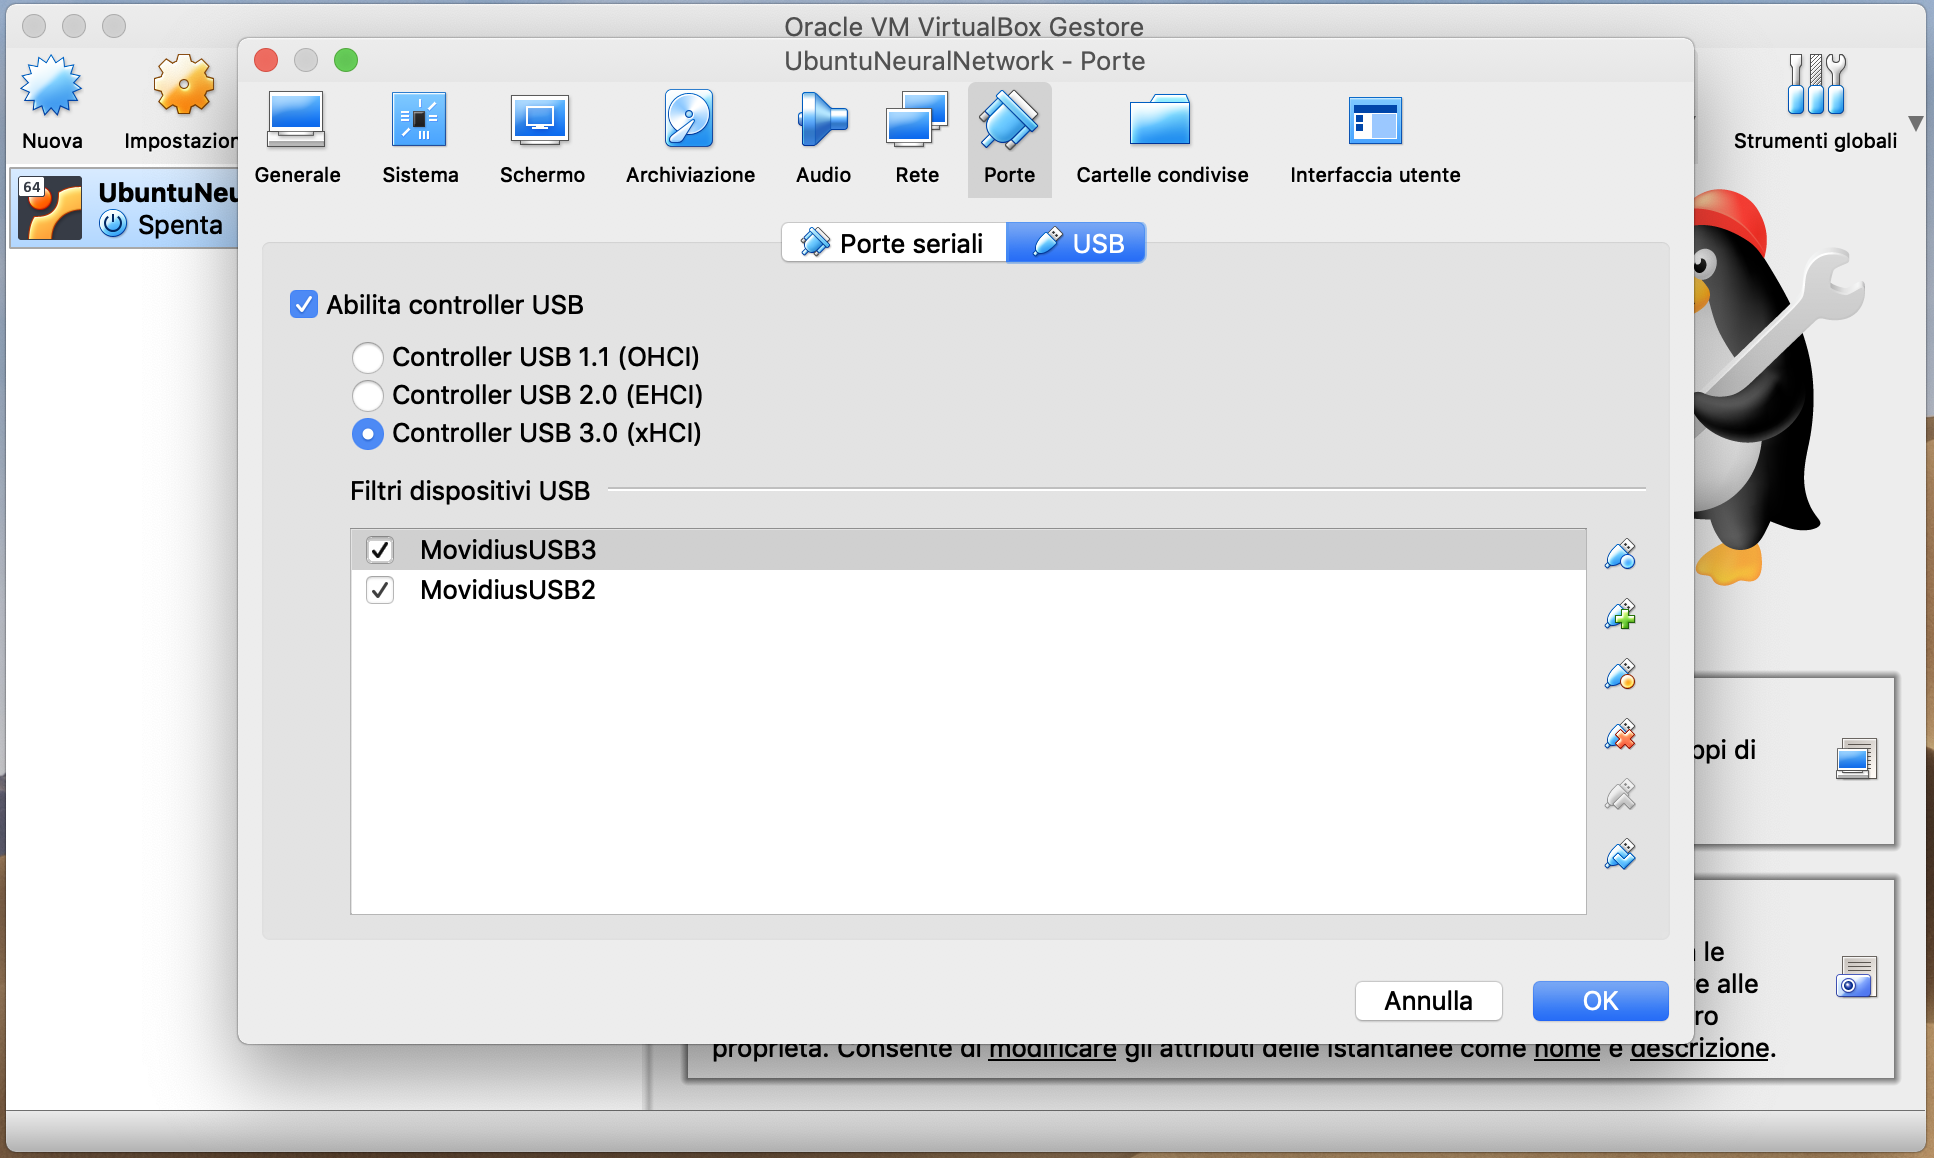 Oracle VM VirtualBox Gestore
UbuntuNeuralNetwork - Porte
Nuova
Impostazion
Strumenti globali
Generale
Sistema
Schermo
Archiviazione
Audio
Rete
Porte
Cartelle condivise
Interfaccia utente
64
UbuntuNeu
Spenta
Porte seriali
USB
Abilita controller USB
Controller USB 1.1 (OHCI)
Controller USB 2.0 (EHCI)
Controller USB 3.0 (xHCI)
Filtri dispositivi USB
MovidiusUSB3
MovidiusUSB2
ppi di
le
e alle
ro
Annulla
OK
proprietà. Consente di modificare gli attributi delle istantanee come nome e descrizione.